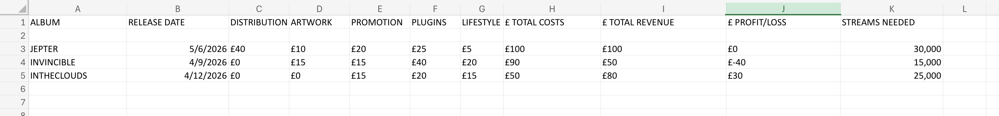 A B C D E F G H I J K L
1 ALBUM RELEASE DATE DISTRIBUTION ARTWORK PROMOTION PLUGINS LIFESTYLE £ TOTAL COSTS £ TOTAL REVENUE £ PROFIT/LOSS STREAMS NEEDED
2
3 JEPTER 5/6/2026 £40 £10 £20 £25 £5 £100 £100 £0 30,000
4 INVINCIBLE 4/9/2026 £0 £15 £15 £40 £20 £90 £50 £-40 15,000
5 INTHECLOUDS 4/12/2026 £0 £0 £15 £20 £15 £50 £80 £30 25,000
6
7
8